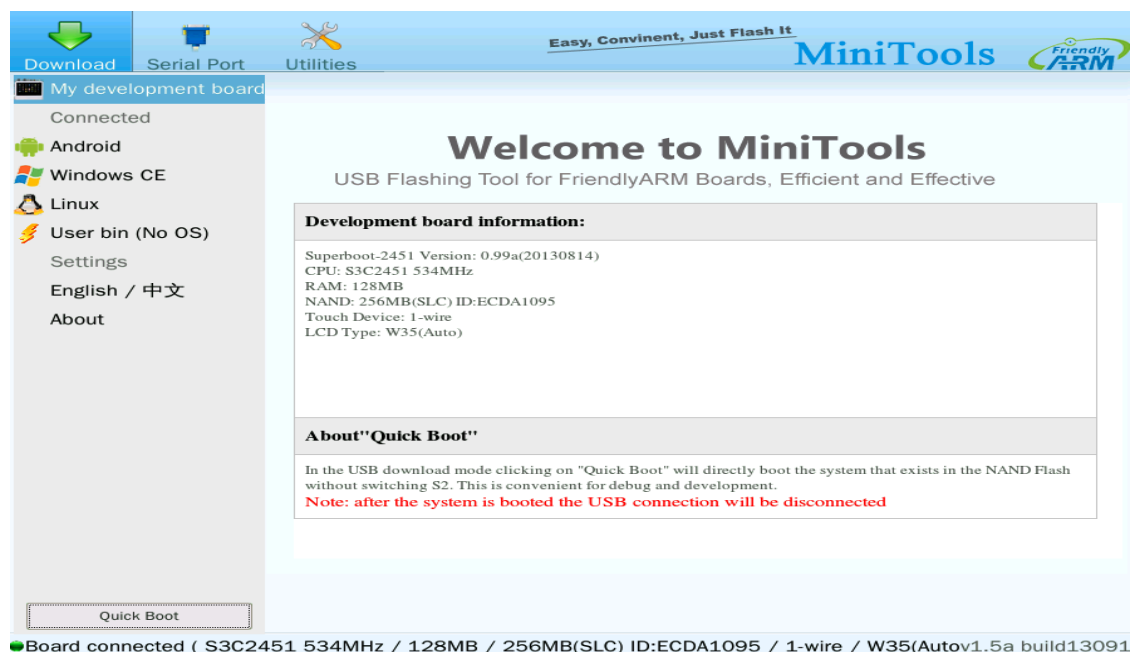 Easy, Convinent, Just Flash It
MiniTools
Friendly
ARM
Download
Serial Port
Utilities
My development board
Connected
Android
Windows CE
Linux
User bin (No OS)
Settings
English / 中文
About
Quick Boot
Welcome to MiniTools
USB Flashing Tool for FriendlyARM Boards, Efficient and Effective
Development board information:
Superboot-2451 Version: 0.99a(20130814)
CPU: S3C2451 534MHz
RAM: 128MB
NAND: 256MB(SLC) ID:ECDA1095
Touch Device: 1-wire
LCD Type: W35(Auto)
About"Quick Boot"
In the USB download mode clicking on "Quick Boot" will directly boot the system that exists in the NAND Flash
without switching S2. This is convenient for debug and development.
Note: after the system is booted the USB connection will be disconnected
Board connected ( S3C2451 534MHz / 128MB / 256MB(SLC) ID:ECDA1095 / 1-wire / W35(Autov1.5a build13091